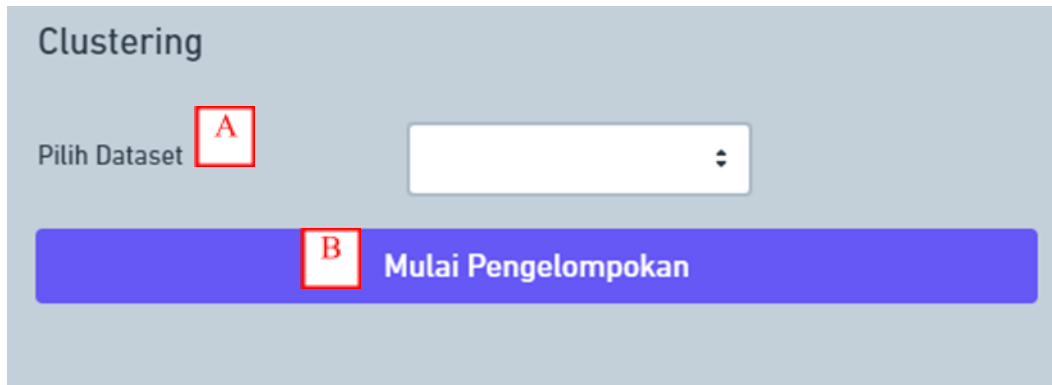 Clustering
A
Pilih Dataset
B
Mulai Pengelompokan